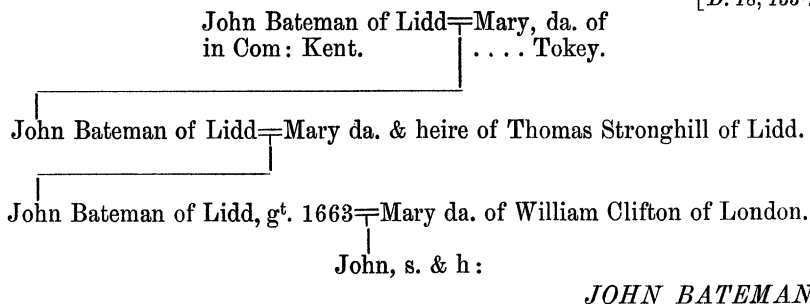 [D. 18,
John Bateman of Lidd=Mary, da. of
in Com: Kent. . . . . Tokey.
John Bateman of Lidd=Mary da. & heire of Thomas Stronghill of Lidd.
John Bateman of Lidd, gᵗ. 1663=Mary da. of William Clifton of London.
John, s. & h:
JOHN BATEMAN